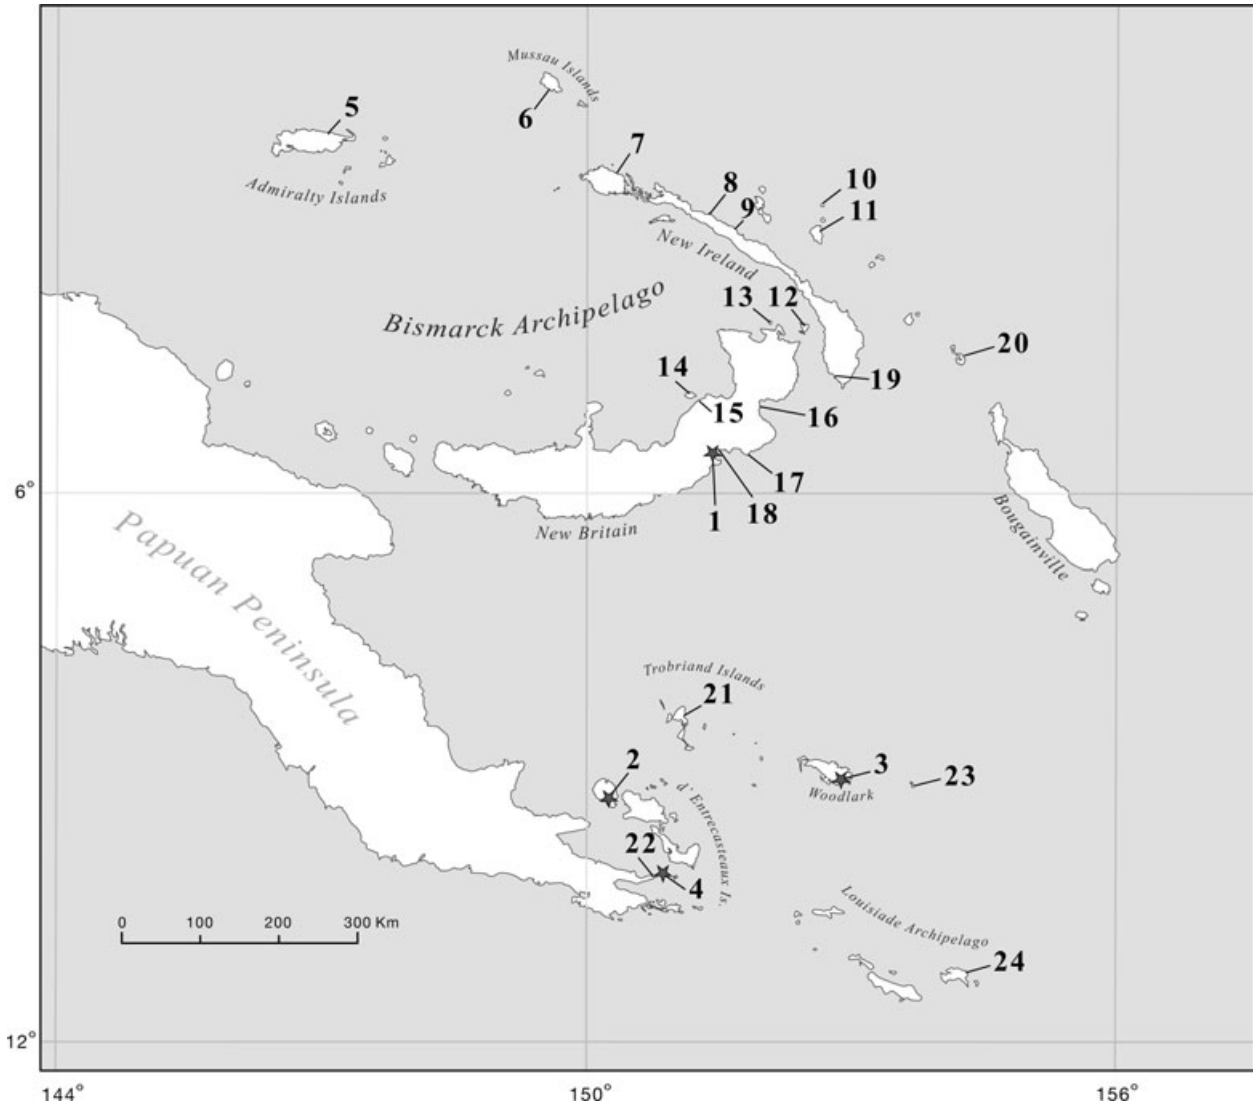 Mussau Islands
5
6
7
Admiralty Islands
8
10
9
11
New Ireland
Bismarck Archipelago
13
12
20
14
19
15
16
17
6°
1
18
New Britain
Bougainville
Papuan Peninsula
Trobriand Islands
21
2
3
23
Woodlark
d' Entrecasteaux Is.
22
4
Louisiade Archipelago
0 100 200 300 Km
24
12°
144° 150° 156°